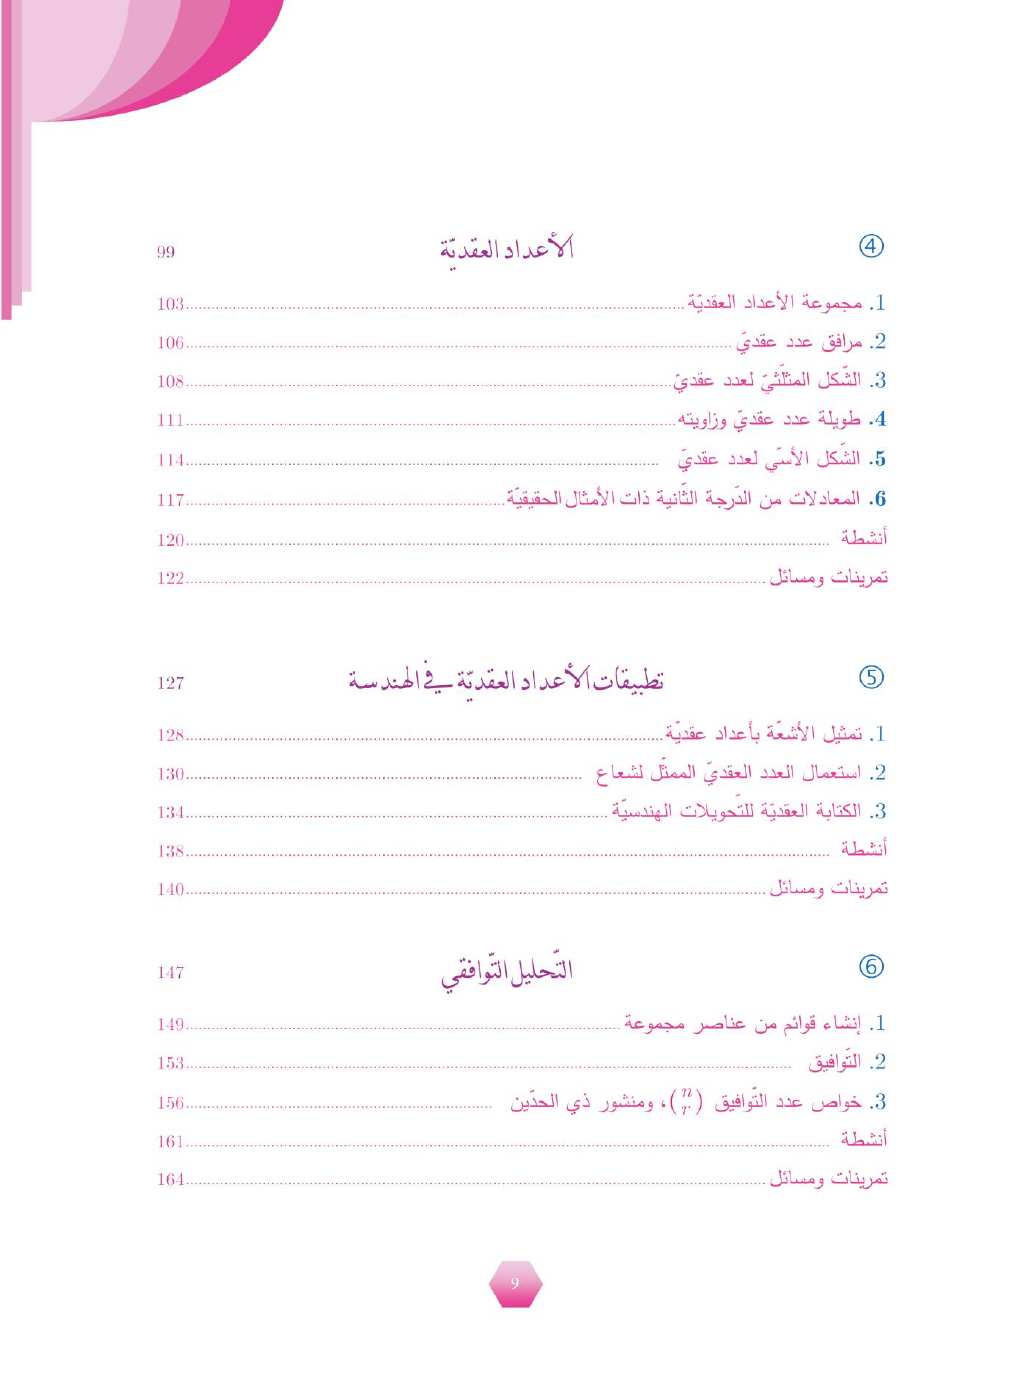 ④ الأعداد العقديّة 99
1. مجموعة الأعداد العقديّة 103
2. مرافق عدد عقديّ 106
3. الشّكل المثلّثيّ لعدد عقديّ 108
4. طويلة عدد عقديّ وزاويته 111
5. الشّكل الأسّي لعدد عقديّ 114
6. المعادلات من الدّرجة الثّانية ذات الأمثال الحقيقيّة 117
أنشطة 120
تمرينات ومسائل 122
⑤ تطبيقات الأعداد العقديّة في الهندسة 127
1. تمثيل الأشعّة بأعداد عقديّة 128
2. استعمال العدد العقديّ الممثّل لشعاع 130
3. الكتابة العقديّة للتّحويلات الهندسيّة 134
أنشطة 138
تمرينات ومسائل 140
⑥ التّحليل التّوافقي 147
1. إنشاء قوائم من عناصر مجموعة 149
2. التّوافيق 153
3. خواص عدد التّوافيق (n r)، ومنشور ذي الحدّين 156
أنشطة 161
تمرينات ومسائل 164
9